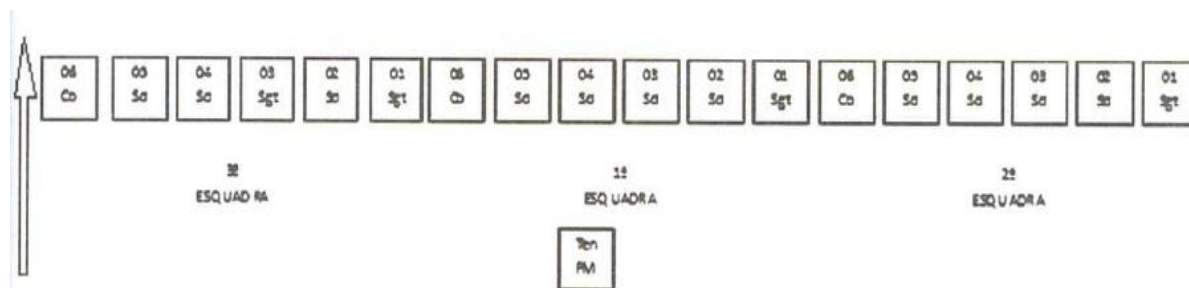 06 05 04 03 02 01 06 05 04 03 02 01 06 05 04 03 02 01
Cb Sd Sd Sgt Sd Sgt Cb Sd Sd Sd Sd Sgt Cb Sd Sd Sd Sd Sgt
3ª 1ª 2ª
ESQUADRA ESQUADRA ESQUADRA
Ten
PM